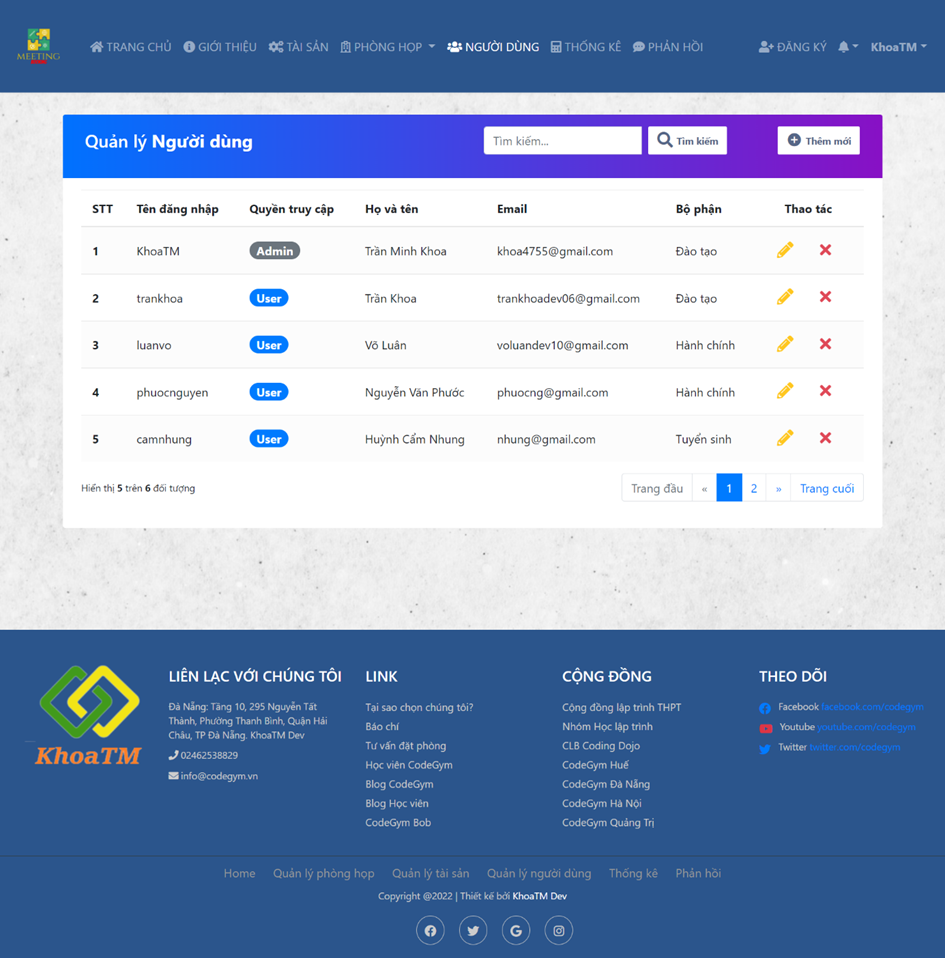 MEETING
TRANG CHỦ GIỚI THIỆU TÀI SẢN PHÒNG HỌP NGƯỜI DÙNG THỐNG KÊ PHẢN HỒI ĐĂNG KÝ KhoaTM
Quản lý Người dùng Tìm kiếm... Tìm kiếm Thêm mới
STT Tên đăng nhập Quyền truy cập Họ và tên Email Bộ phận Thao tác
1 KhoaTM Admin Trần Minh Khoa khoa4755@gmail.com Đào tạo
2 trankhoa User Trần Khoa trankhoadev06@gmail.com Đào tạo
3 luanvo User Võ Luân voluandev10@gmail.com Hành chính
4 phuocnguyen User Nguyễn Văn Phước phuocng@gmail.com Hành chính
5 camnhung User Huỳnh Cẩm Nhung nhung@gmail.com Tuyển sinh
Hiển thị 5 trên 6 đối tượng Trang đầu « 1 2 » Trang cuối
KhoaTM
LIÊN LẠC VỚI CHÚNG TÔI
Đà Nẵng: Tầng 10, 295 Nguyễn Tất
Thành, Phường Thanh Bình, Quận Hải
Châu, TP Đà Nẵng. KhoaTM Dev
02462538829
info@codegym.vn
LINK
Tại sao chọn chúng tôi?
Báo chí
Tư vấn đặt phòng
Học viên CodeGym
Blog CodeGym
Blog Học viên
CodeGym Bob
CỘNG ĐỒNG
Cộng đồng lập trình THPT
Nhóm Học lập trình
CLB Coding Dojo
CodeGym Huế
CodeGym Đà Nẵng
CodeGym Hà Nội
CodeGym Quảng Trị
THEO DÕI
Facebook facebook.com/codegym
Youtube youtube.com/codegym
Twitter twitter.com/codegym
Home Quản lý phòng họp Quản lý tài sản Quản lý người dùng Thống kê Phản hồi
Copyright @2022 | Thiết kế bởi KhoaTM Dev